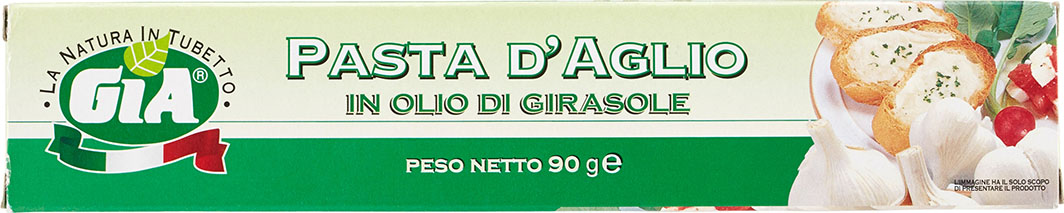 · LA NATURA IN TUBETTO ·
GIA®
PASTA D'AGLIO
IN OLIO DI GIRASOLE
PESO NETTO 90 g℮
L'IMMAGINE HA IL SOLO SCOPO
DI PRESENTARE IL PRODOTTO